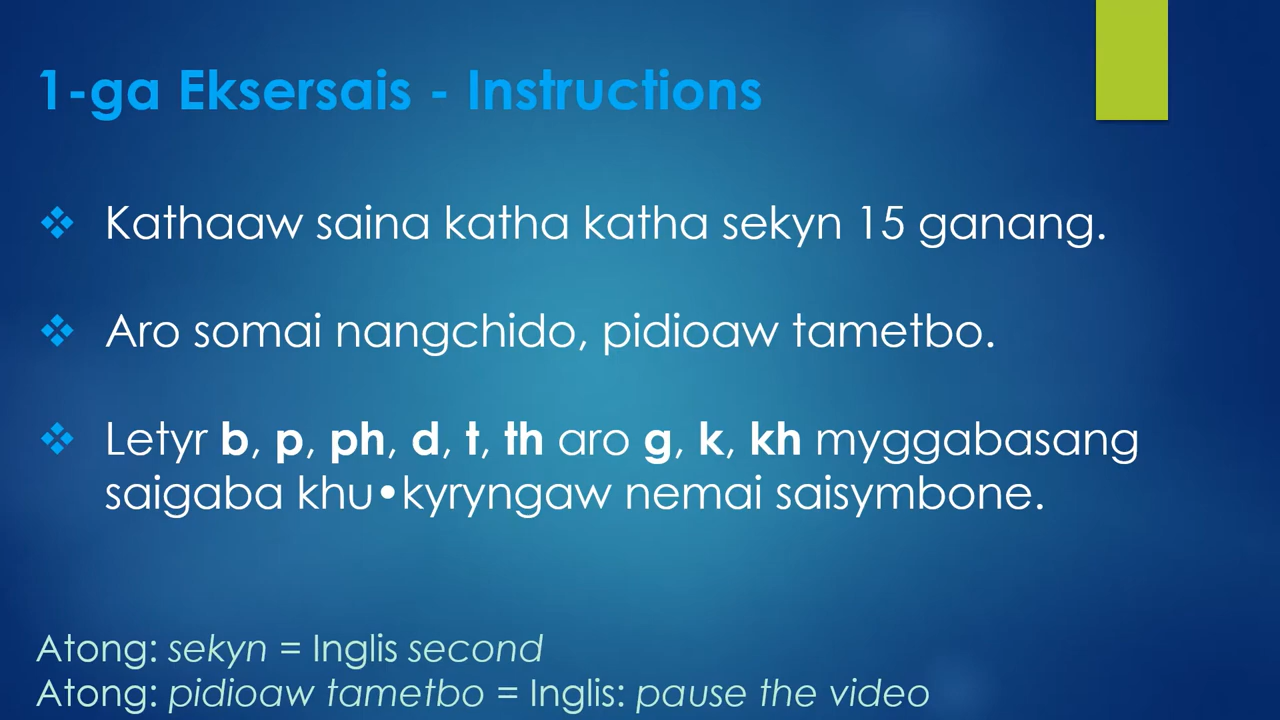 1-ga Eksersais - Instructions
Kathaaw saina katha katha sekyn 15 ganang.
Aro somai nangchido, pidioaw tametbo.
Letyr b, p, ph, d, t, th aro g, k, kh myggabasang
saigaba khu•kyryngaw nemai saisymbone.
Atong: sekyn = Inglis second
Atong: pidioaw tametbo = Inglis: pause the video